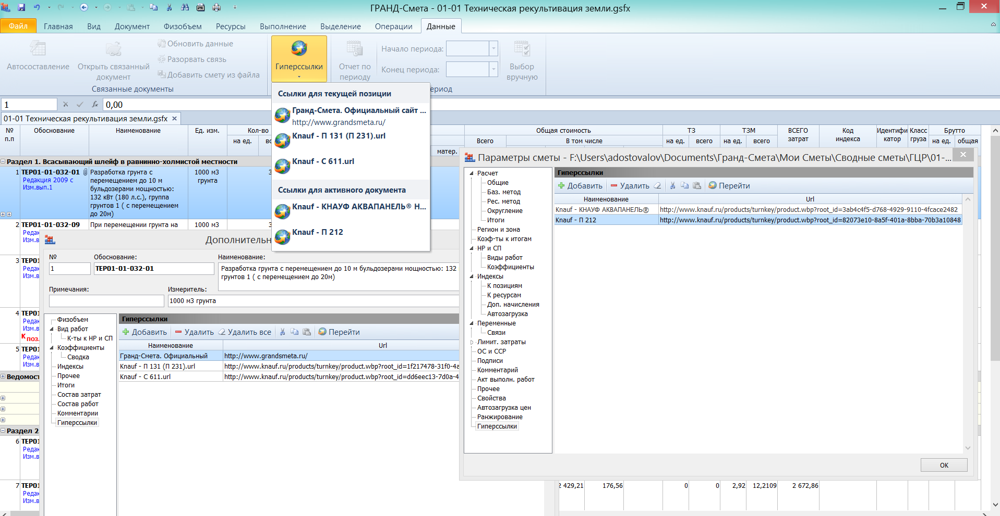 ГРАНД-Смета - 01-01 Техническая рекультивация земли.gsfx
Файл
Главная
Вид
Документ
Физобъем
Ресурсы
Выполнение
Выделение
Операции
Данные
Автосоставление
Открыть связанный
документ
Обновить данные
Разорвать связь
Добавить смету из файла
Связанные документы
Гиперссылки
Отчет по
периоду
Начало периода:
Конец периода:
Выбор
вручную
ериод
1
fx
0,00
01-01 Техническая рекультивация земли.gsfx
Ссылки для текущей позиции
Гранд-Смета. Официальный сайт ...
http://www.grandsmeta.ru/
Knauf - П 131 (П 231).url
Knauf - С 611.url
Ссылки для активного документа
Knauf - КНАУФ АКВАПАНЕЛЬ® Н...
Knauf - П 212
№
п.п
Обоснование
Наименование
Ед. изм.
Кол-во
на ед.
вс
матер.
Общая стоимость
Всего
В том числе
ТЗ
на ед.
всего
ТЗМ
на ед.
всего
ВСЕГО
затрат
Код
индекса
Идентифи
катор
Класс
груза
Брутто
на ед.
общая
Раздел 1. Всасывающий шлейф в равнинно-холмистой местности
1
ТЕР01-01-032-01
Редакция 2009 с
Изм.вып.1
Разработка грунта с
перемещением до 10 м
бульдозерами мощностью:
132 кВт (180 л.с.), группа
грунтов 1 ( с перемещением
до 20м)
1000 м3
грунта
3
2
ТЕР01-01-032-09
Редак
Изм.в
При перемещении грунта на
1000 м3
3
3
ТЕР01
Редак
Изм.в
4
ТЕР01
Редак
Изм.в
К поз.
5
ТЕР01
Редак
Изм.в
Ведомост
Раздел 2
6
ТЕР01
Редак
Изм.в
7
ТЕР01
Редак
Изм.в
2 429,21
176,56
0
0
2,92
12,2109
2 672,86
Дополнительн
№
Обоснование:
Наименование:
1
ТЕР01-01-032-01
Разработка грунта с перемещением до 10 м бульдозерами мощностью: 132
грунтов 1 ( с перемещением до 20м)
Примечания:
Измеритель:
1000 м3 грунта
Физобъем
Вид работ
К-ты к НР и СП
Коэффициенты
Сводка
Индексы
Прочее
Итоги
Состав затрат
Состав работ
Комментарии
Гиперссылки
Гиперссылки
Добавить
Удалить
Удалить все
Перейти
Наименование
Url
Гранд-Смета. Официальный
http://www.grandsmeta.ru/
Knauf - П 131 (П 231).url
http://www.knauf.ru/products/turnkey/product.wbp?root_id=1f217478-31f0-4a
Knauf - С 611.url
http://www.knauf.ru/products/turnkey/product.wbp?root_id=dd6eec13-7d0a-4
Параметры сметы - F:\Users\adostovalov\Documents\Гранд-Смета\Мои Сметы\Сводные сметы\ГЦР\01-...
Расчет
Общие
Баз. метод
Рес. метод
Округление
Итоги
Регион и зона
Коэф-ты к итогам
НР и СП
Виды работ
Коэффициенты
Индексы
К позициям
К ресурсам
Доп. начисления
Автозагрузка
Переменные
Связи
Лимит. затраты
ОС и ССР
Подписи
Комментарий
Акт выполн. работ
Прочее
Свойства
Автозагрузка цен
Ранжирование
Гиперссылки
Гиперссылки
Добавить
Удалить
Перейти
Наименование
Url
Knauf - КНАУФ АКВАПАНЕЛЬ®
http://www.knauf.ru/products/turnkey/product.wbp?root_id=3ab4c4f5-d768-4929-9110-4fcace2482
Knauf - П 212
http://www.knauf.ru/products/turnkey/product.wbp?root_id=82073e10-8a5f-401a-8bba-70b3a10848
ОК